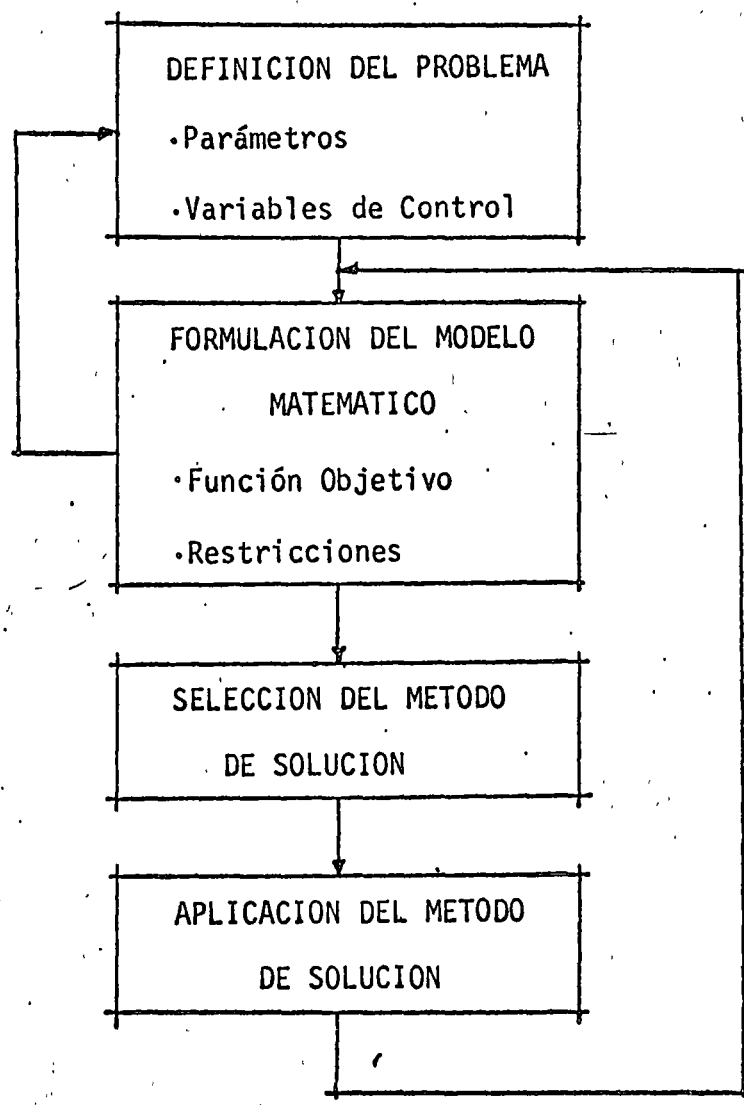 DEFINICION DEL PROBLEMA
•Parámetros
•Variables de Control
FORMULACION DEL MODELO
MATEMATICO
•Función Objetivo
•Restricciones
SELECCION DEL METODO
DE SOLUCION
APLICACION DEL METODO
DE SOLUCION